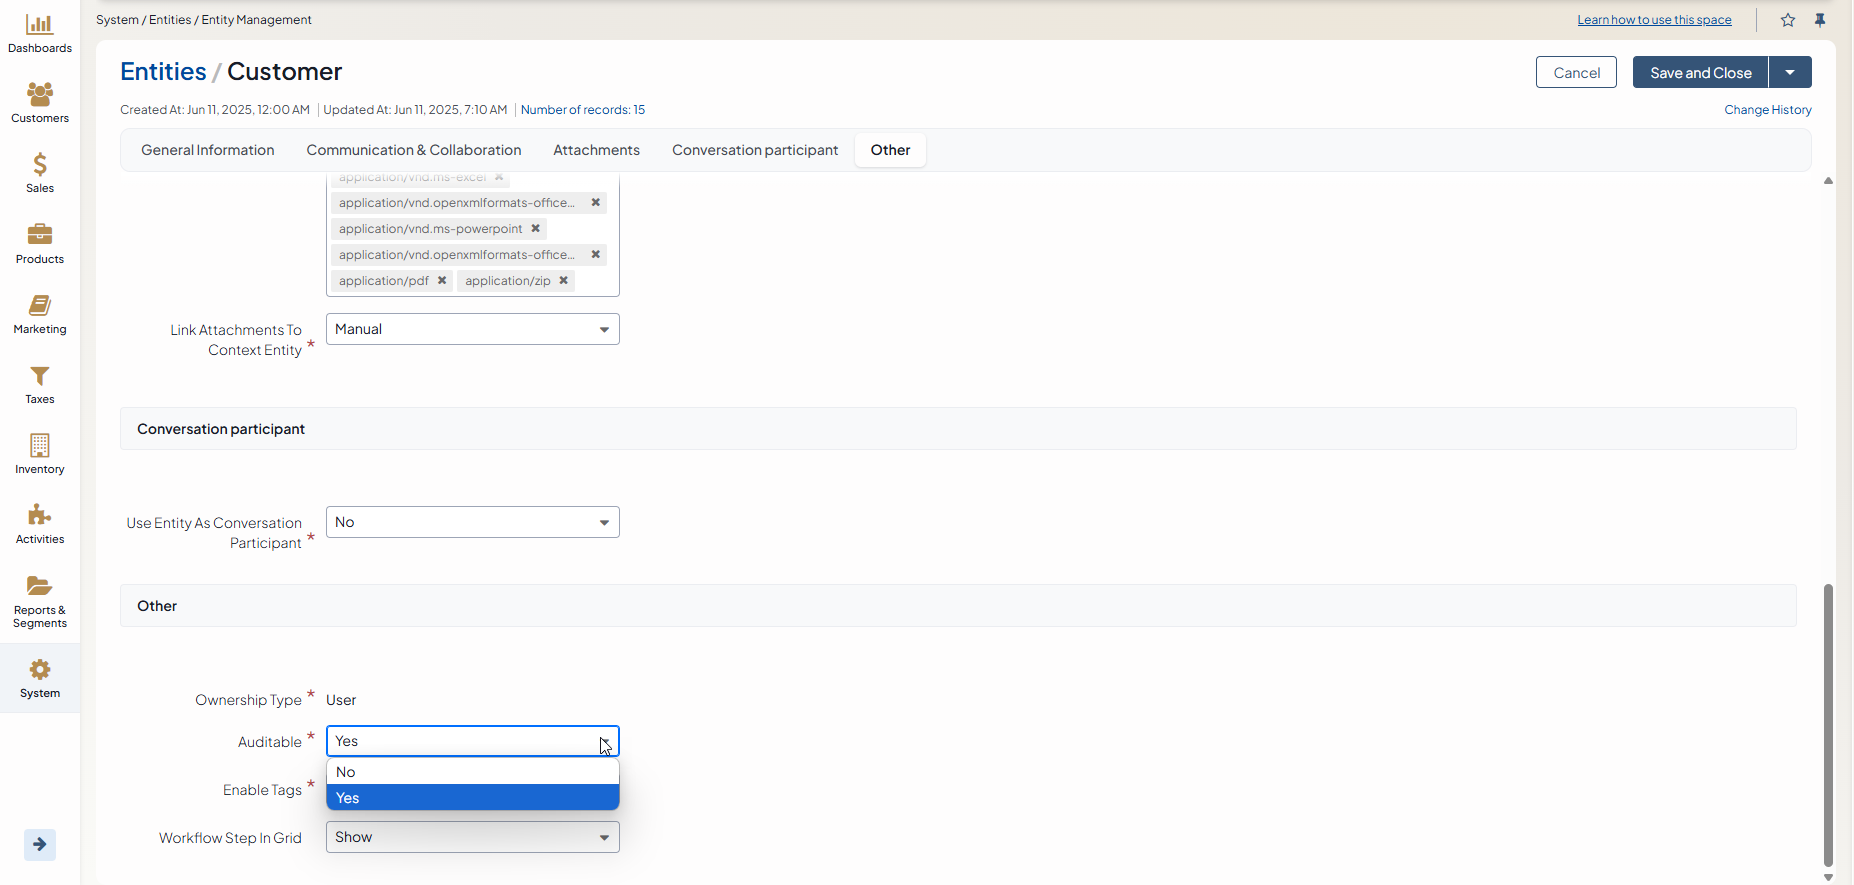 System / Entities / Entity Management
Learn how to use this space
Dashboards
Customers
Sales
Products
Marketing
Taxes
Inventory
Activities
Reports &
Segments
System
Entities / Customer
Cancel
Save and Close
Created At: Jun 11, 2025, 12:00 AM | Updated At: Jun 11, 2025, 7:10 AM | Number of records: 15
Change History
General Information
Communication & Collaboration
Attachments
Conversation participant
Other
application/vnd.ms-excel
application/vnd.openxmlformats-office...
application/vnd.ms-powerpoint
application/vnd.openxmlformats-office...
application/pdf
application/zip
Link Attachments To
Context Entity *
Manual
Conversation participant
Use Entity As Conversation
Participant *
No
Other
Ownership Type * User
Auditable * Yes
No
Yes
Enable Tags *
Workflow Step In Grid
Show